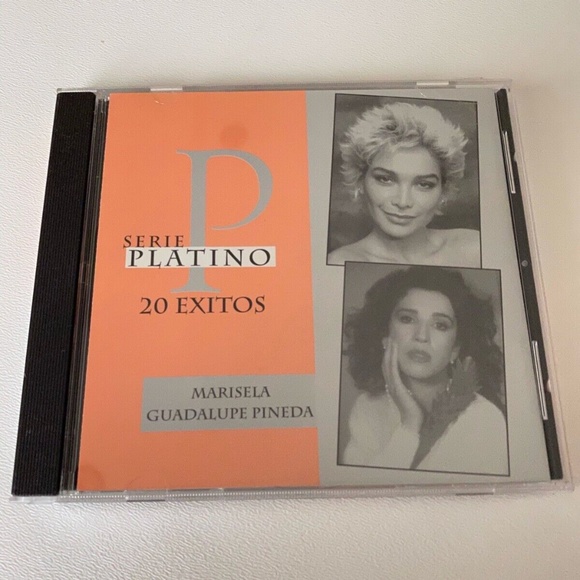 P
SERIE
PLATINO
20 EXITOS
MARISELA
GUADALUPE PINEDA